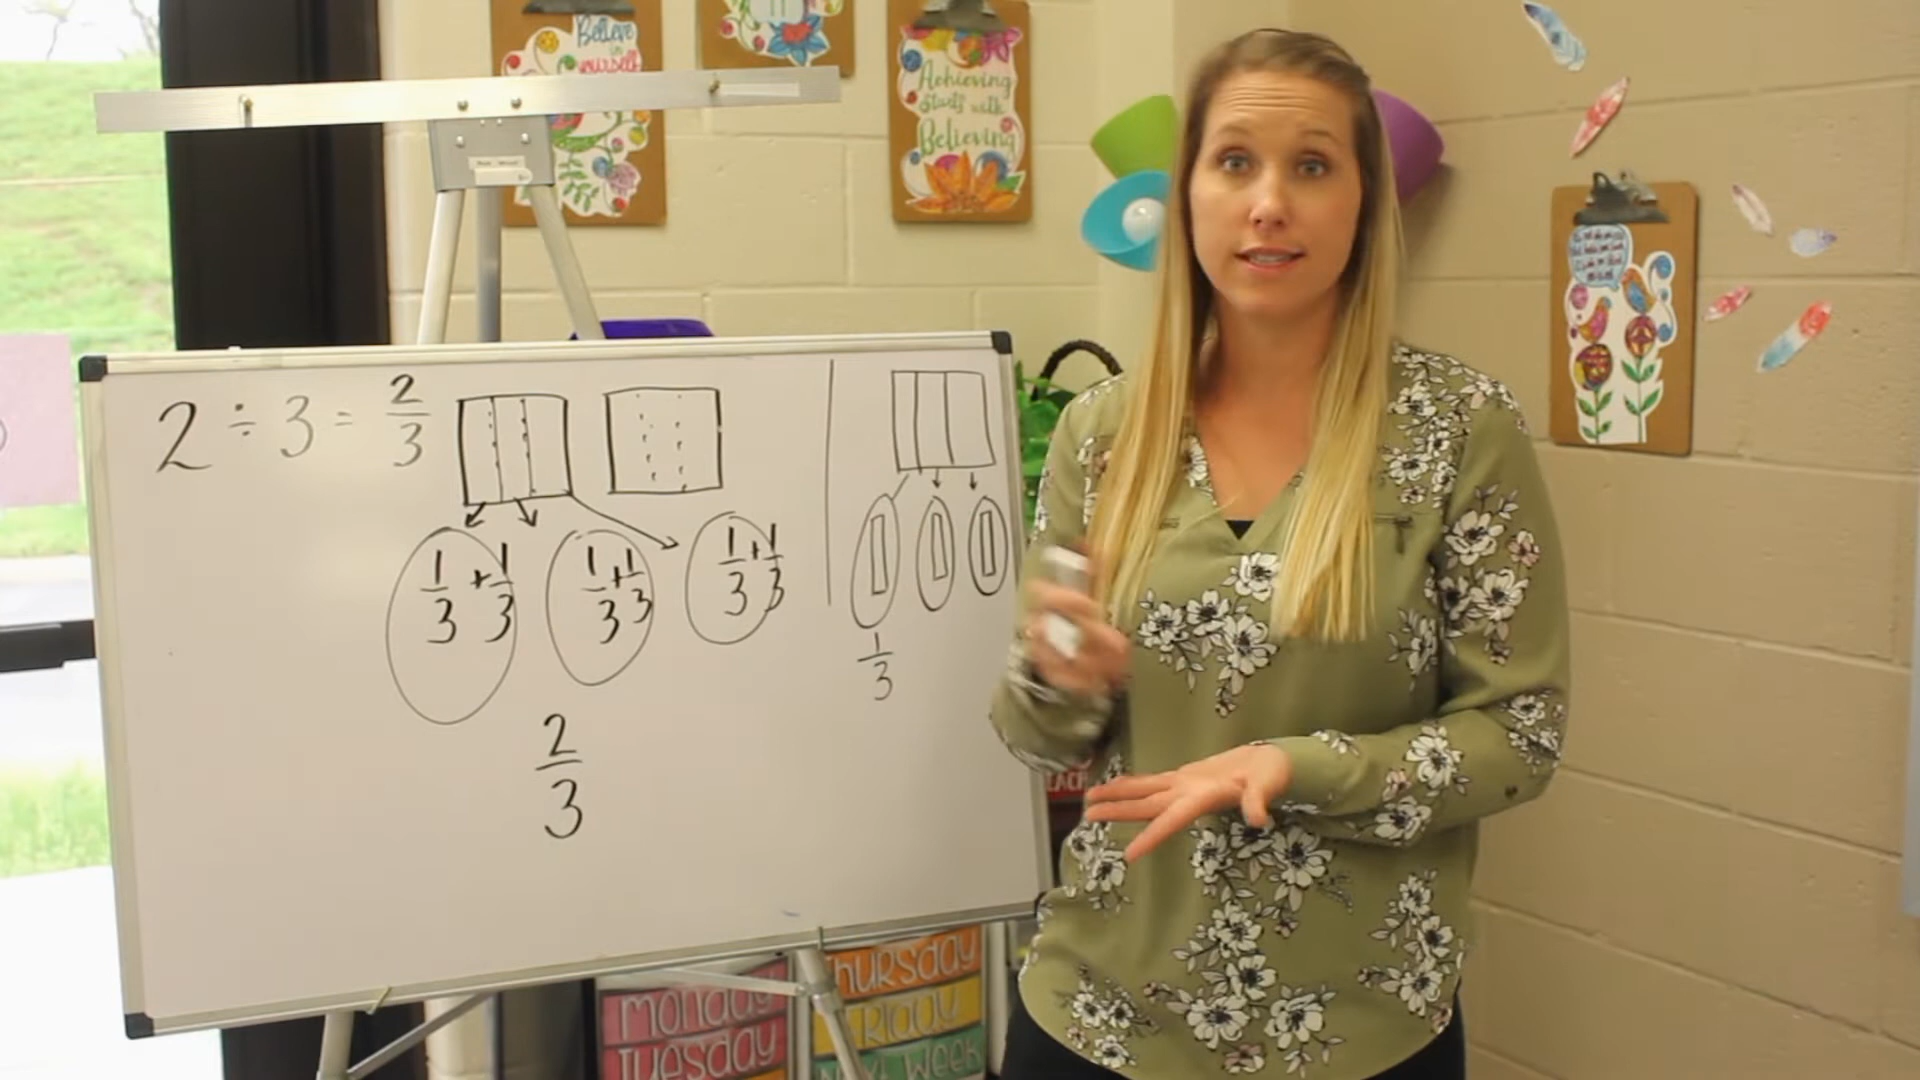 Believe
in
yourself
Achieving
starts with
Believing
2 ÷ 3 = 2/3
1/3 + 1/3
1/3 + 1/3
1/3 + 1/3
1/3
2/3
Monday
Tuesday
Thursday
Friday
Next Week